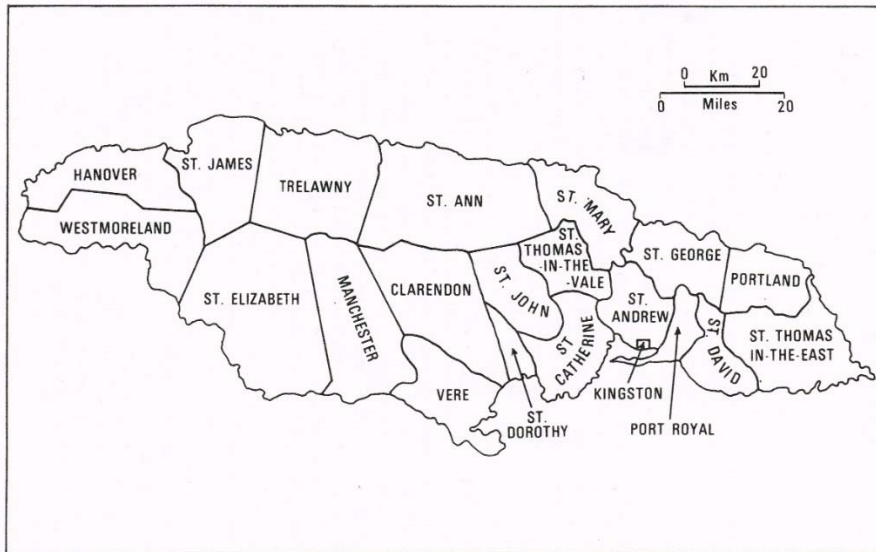 0 Km 20
0 Miles 20
HANOVER
ST. JAMES
TRELAWNY
ST. ANN
ST. MARY
WESTMORELAND
ST.
THOMAS
-IN-THE
-VALE
ST. GEORGE
PORTLAND
ST. ELIZABETH
MANCHESTER
CLARENDON
ST. JOHN
ST.
ANDREW
ST. THOMAS
IN-THE-EAST
ST.
CATHERINE
ST. DAVID
VERE
ST.
DOROTHY
KINGSTON
PORT ROYAL